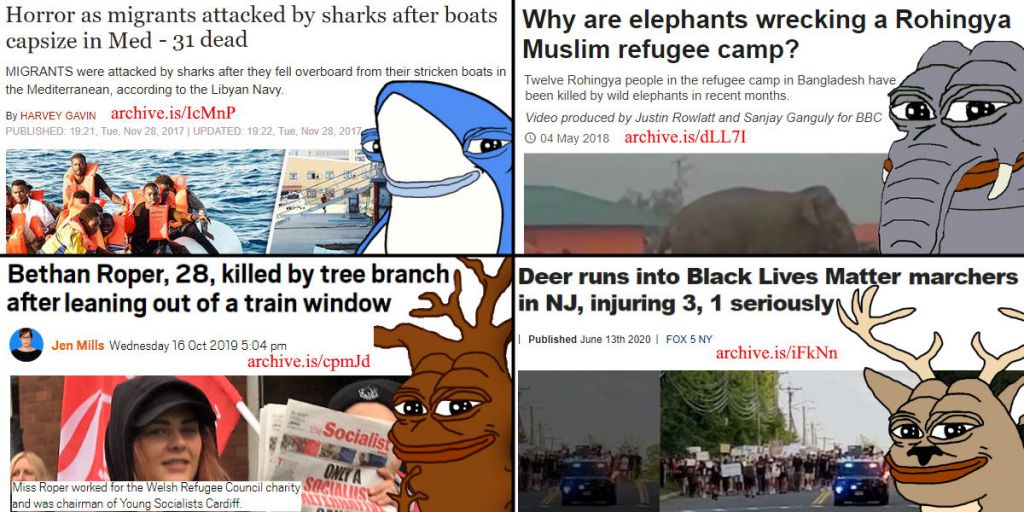 Horror as migrants attacked by sharks after boats
capsize in Med - 31 dead
MIGRANTS were attacked by sharks after they fell overboard from their stricken boats in
the Mediterranean, according to the Libyan Navy.
By HARVEY GAVIN archive.is/IcMnP
PUBLISHED: 19:21, Tue, Nov 28, 2017 | UPDATED: 19:22, Tue, Nov 28, 2017
Why are elephants wrecking a Rohingya
Muslim refugee camp?
Twelve Rohingya people in the refugee camp in Bangladesh have
been killed by wild elephants in recent months.
Video produced by Justin Rowlatt and Sanjay Ganguly for BBC
04 May 2018 archive.is/dLL7I
Bethan Roper, 28, killed by tree branch
after leaning out of a train window
Jen Mills Wednesday 16 Oct 2019 5:04 pm
archive.is/cpmJd
the Socialist
ONLY A
SOCIALIST
Miss Roper worked for the Welsh Refugee Council charity
and was chairman of Young Socialists Cardiff.
Deer runs into Black Lives Matter marchers
in NJ, injuring 3, 1 seriously
| Published June 13th 2020 | FOX 5 NY
archive.is/iFkNn